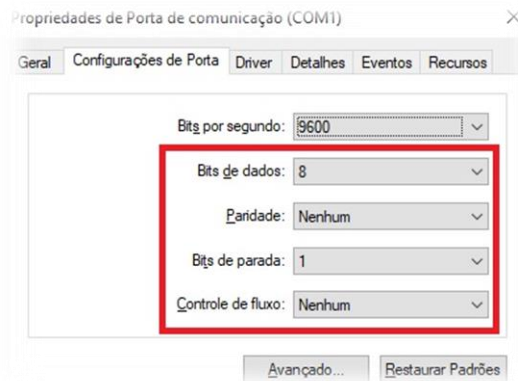 Propriedades de Porta de comunicação (COM1)
Geral Configurações de Porta Driver Detalhes Eventos Recursos
Bits por segundo: 9600
Bits de dados: 8
Paridade: Nenhum
Bits de parada: 1
Controle de fluxo: Nenhum
Avançado... Restaurar Padrões